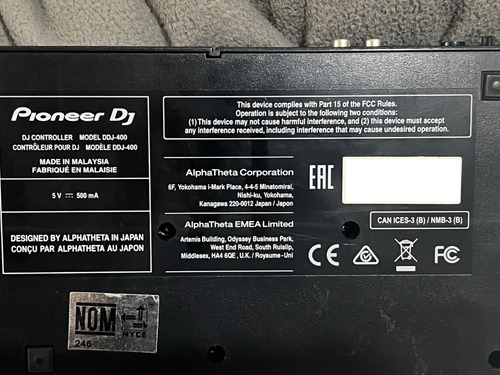 Pioneer Dj
DJ CONTROLLER MODEL DDJ-400
CONTRÔLEUR POUR DJ MODÈLE DDJ-400
MADE IN MALAYSIA
FABRIQUÉ EN MALAISIE
5 V ⎓ 500 mA
DESIGNED BY ALPHATHETA IN JAPAN
CONÇU PAR ALPHATHETA AU JAPON
This device complies with Part 15 of the FCC Rules.
Operation is subject to the following two conditions:
(1) This device may not cause harmful interference, and (2) this device must accept
any interference received, including interference that may cause undesired operation.
AlphaTheta Corporation
6F, Yokohama i-Mark Place, 4-4-5 Minatomirai,
Nishi-ku, Yokohama,
Kanagawa 220-0012 Japan / Japon
AlphaTheta EMEA Limited
Artemis Building, Odyssey Business Park,
West End Road, South Ruislip,
Middlesex, HA4 6QE , U.K. / Royaume-Uni
EAC
CAN ICES-3 (B) / NMB-3 (B)
CE
FC
NOM
NYCE
246